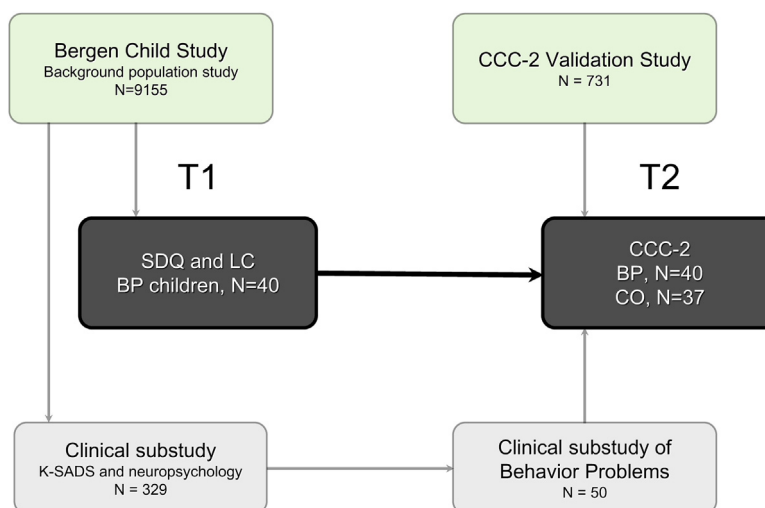 Bergen Child Study
Background population study
N=9155
CCC-2 Validation Study
N = 731
T1
T2
SDQ and LC
BP children, N=40
CCC-2
BP, N=40
CO, N=37
Clinical substudy
K-SADS and neuropsychology
N = 329
Clinical substudy of
Behavior Problems
N = 50